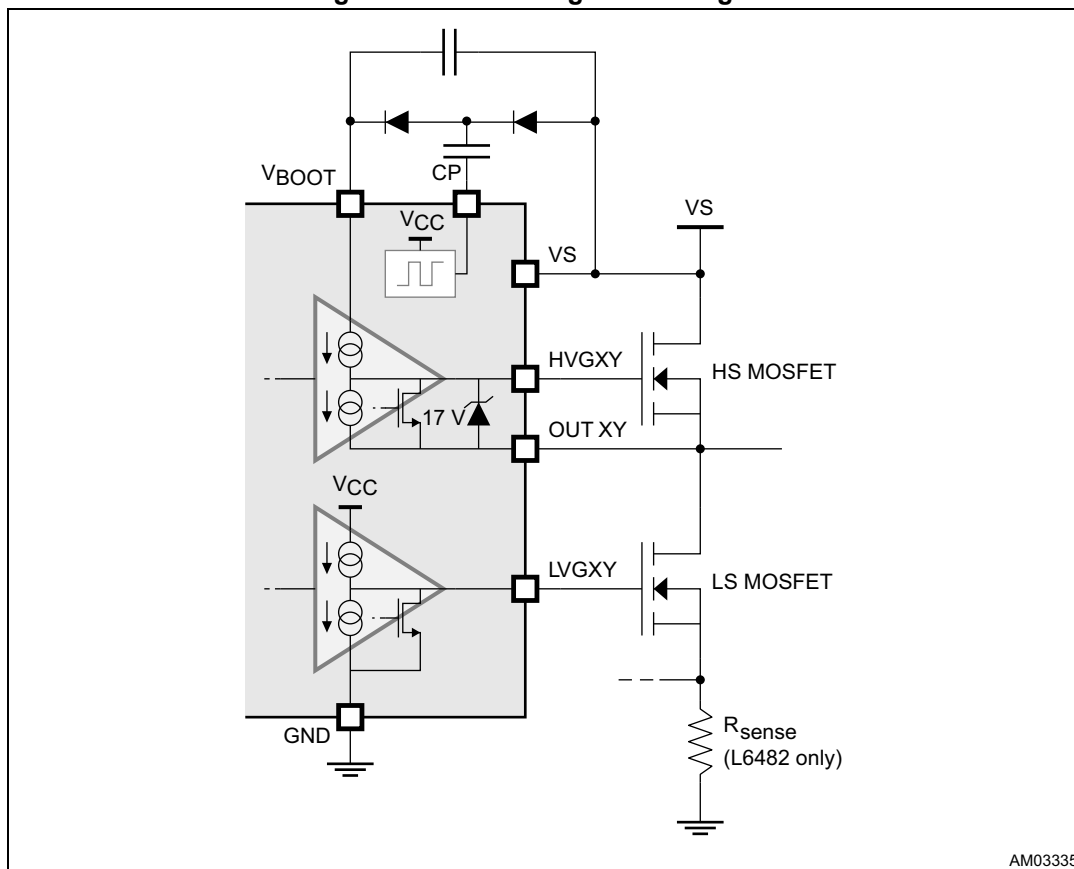 VBOOT
CP
VCC
VS
VS
HVGXY
HS MOSFET
17 V
OUT XY
VCC
LVGXY
LS MOSFET
GND
Rsense
(L6482 only)
AM03335